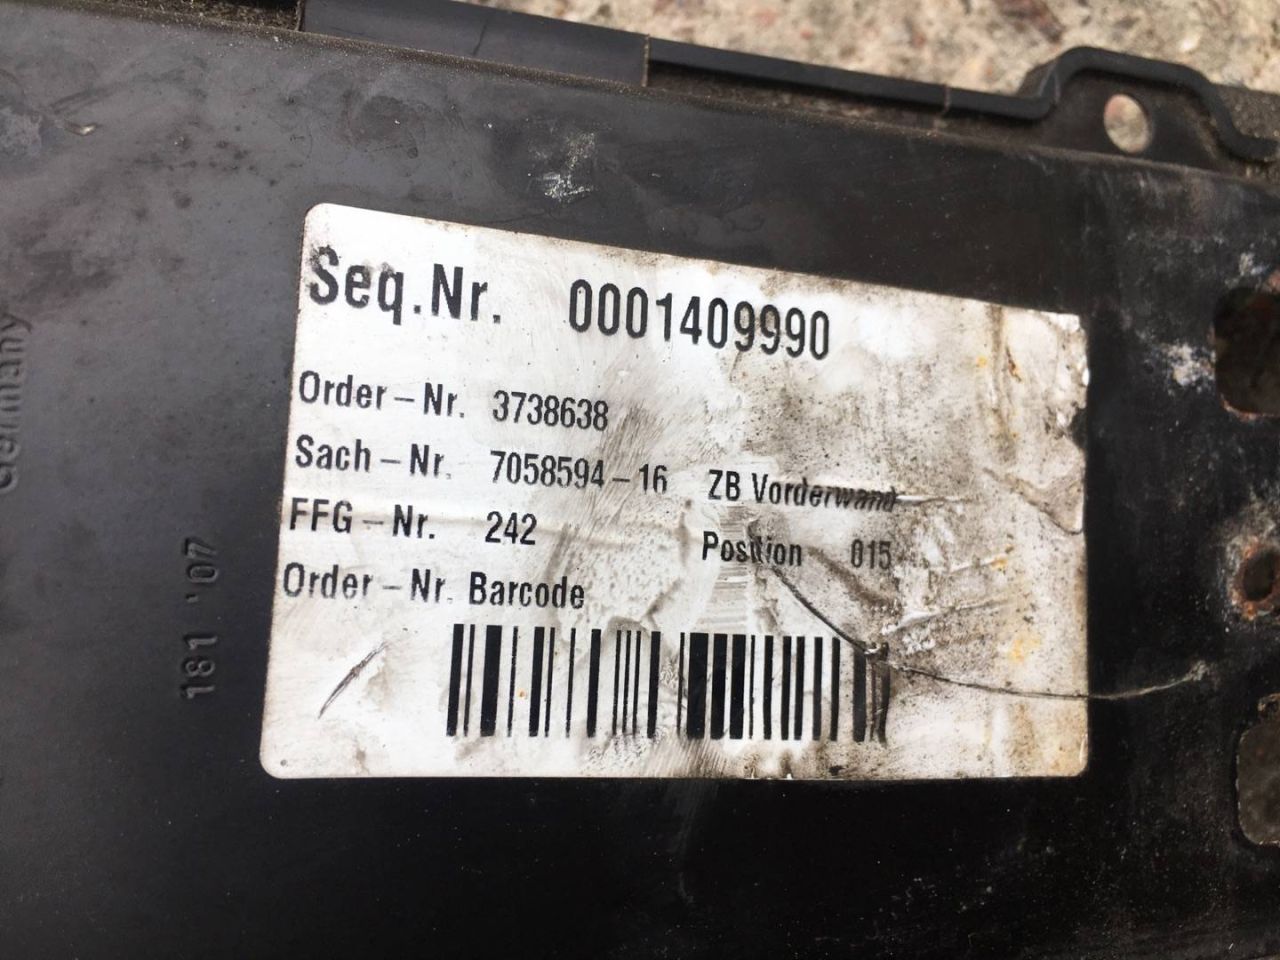 Seq.Nr. 0001409990
Order-Nr. 3738638
Sach-Nr. 7058594-16 ZB Vorderwand
FFG-Nr. 242 Position 015
Order-Nr. Barcode
Germany
181 '07